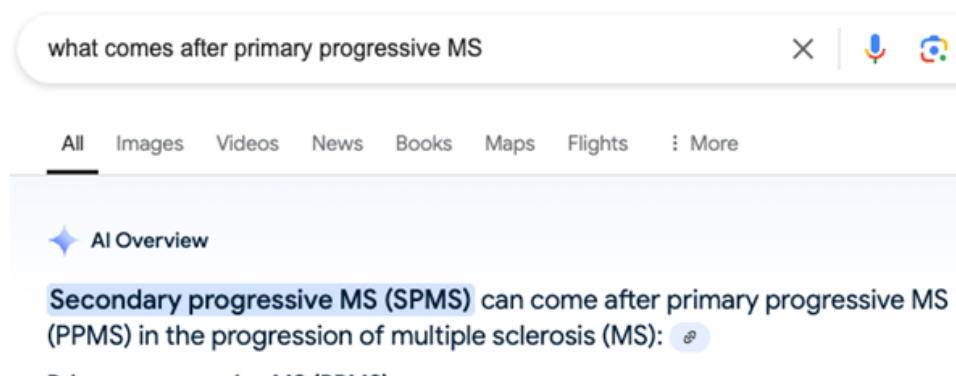 what comes after primary progressive MS
All Images Videos News Books Maps Flights More
AI Overview
Secondary progressive MS (SPMS) can come after primary progressive MS
(PPMS) in the progression of multiple sclerosis (MS):